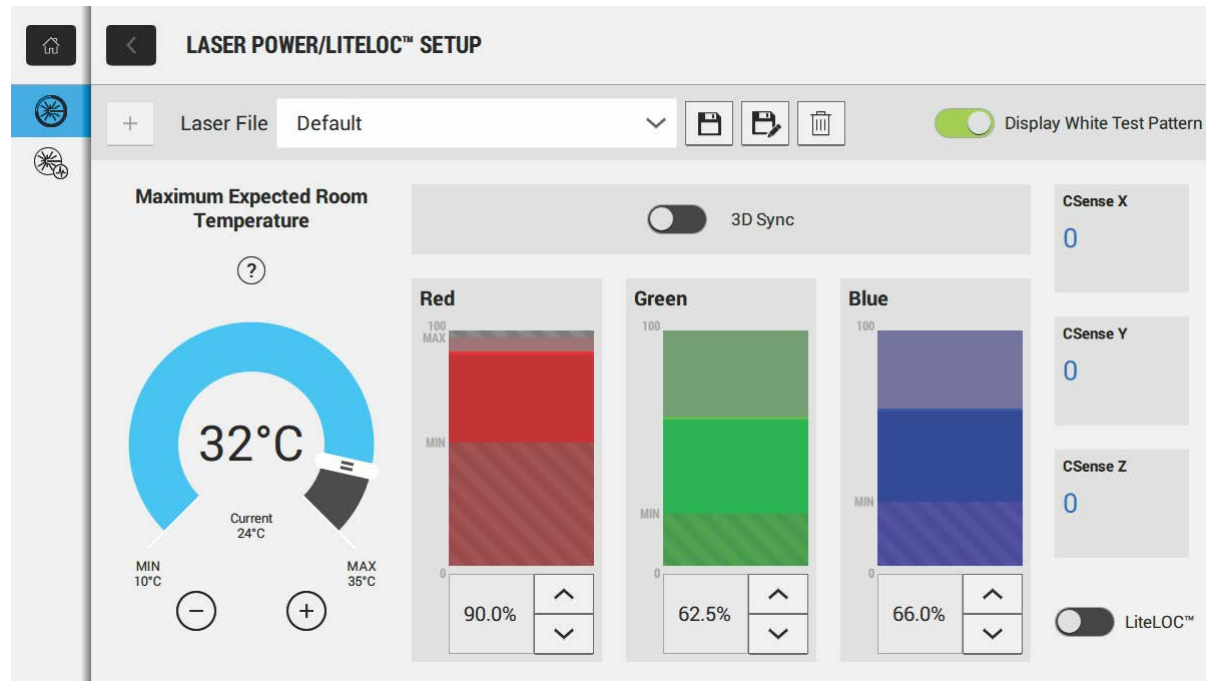 LASER POWER/LITELOC™ SETUP
+ Laser File Default
Display White Test Pattern
Maximum Expected Room
Temperature
?
32°C
Current
24°C
MIN
10°C
MAX
35°C
3D Sync
Red
100
MAX
MIN
0
90.0%
Green
100
MIN
0
62.5%
Blue
100
MIN
0
66.0%
CSense X
0
CSense Y
0
CSense Z
0
LiteLOC™